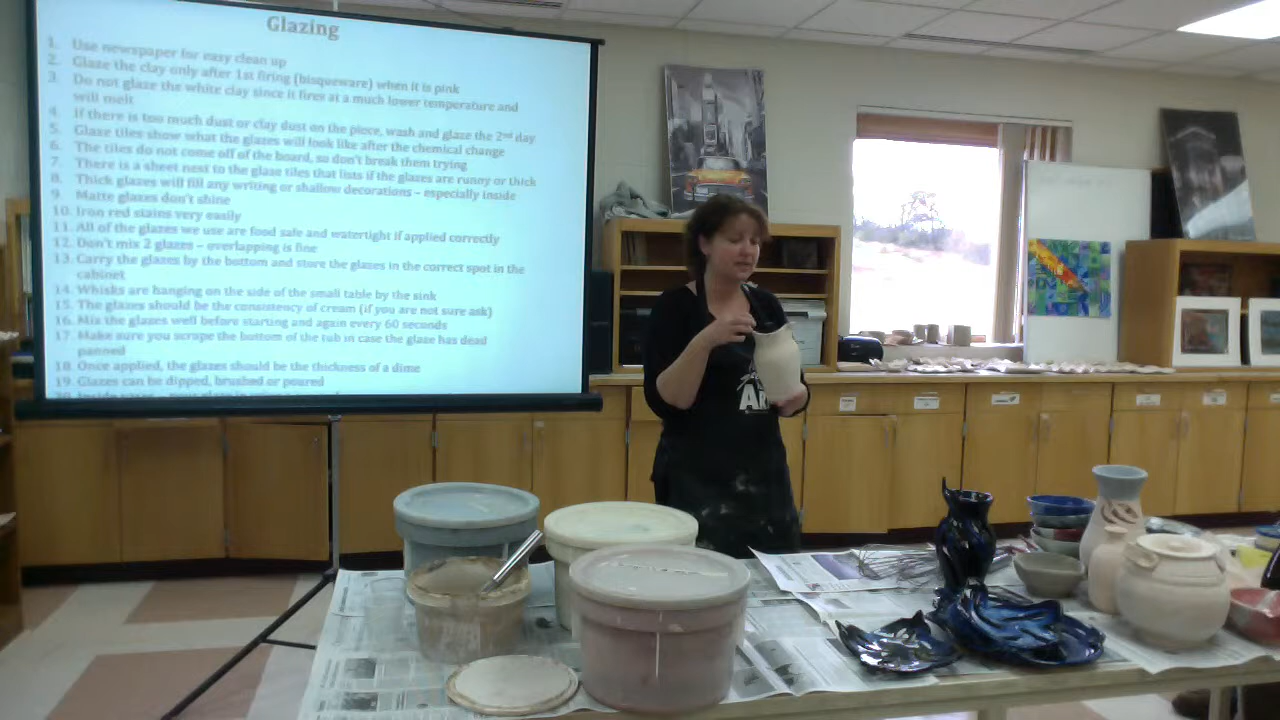 Glazing
1. Use newspaper for easy clean up
2. Glaze the clay only after 1st firing (bisqueware) when it is pink
3. Do not glaze the white clay since it fires at a much lower temperature and
will melt
4. If there is too much dust or clay dust on the piece, wash and glaze the 2nd day
5. Glaze tiles show what the glazes will look like after the chemical change
6. The tiles do not come off of the board, so don't break them trying
7. There is a sheet next to the glaze tiles that lists if the glazes are runny or thick
8. Thick glazes will fill any writing or shallow decorations – especially inside
9. Matte glazes don't shine
10. Iron red stains very easily
11. All of the glazes we use are food safe and watertight if applied correctly
12. Don't mix 2 glazes – overlapping is fine
13. Carry the glazes by the bottom and store the glazes in the correct spot in the
cabinet
14. Whisks are hanging on the side of the small table by the sink
15. The glazes should be the consistency of cream (if you are not sure ask)
16. Mix the glazes well before starting and again every 60 seconds
17. Make sure you scrape the bottom of the tub in case the glaze has dead
panned
18. Once applied, the glazes should be the thickness of a dime
19. Glazes can be dipped, brushed or poured